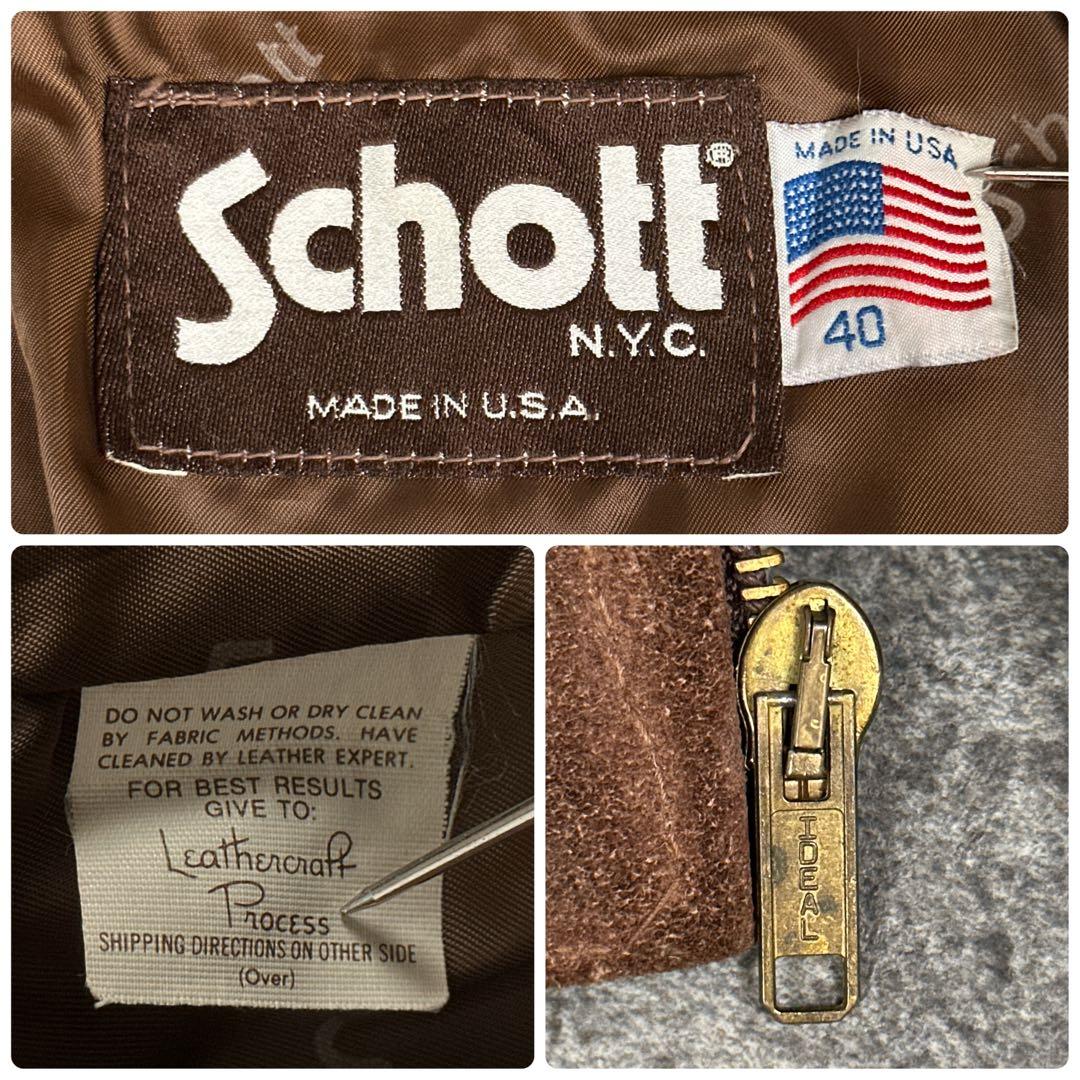 Schott®
N.Y.C.
MADE IN U.S.A.
MADE IN USA
40
DO NOT WASH OR DRY CLEAN
BY FABRIC METHODS. HAVE
CLEANED BY LEATHER EXPERT.
FOR BEST RESULTS
GIVE TO:
Leathercraft
Process
SHIPPING DIRECTIONS ON OTHER SIDE
(Over)
IDEAL